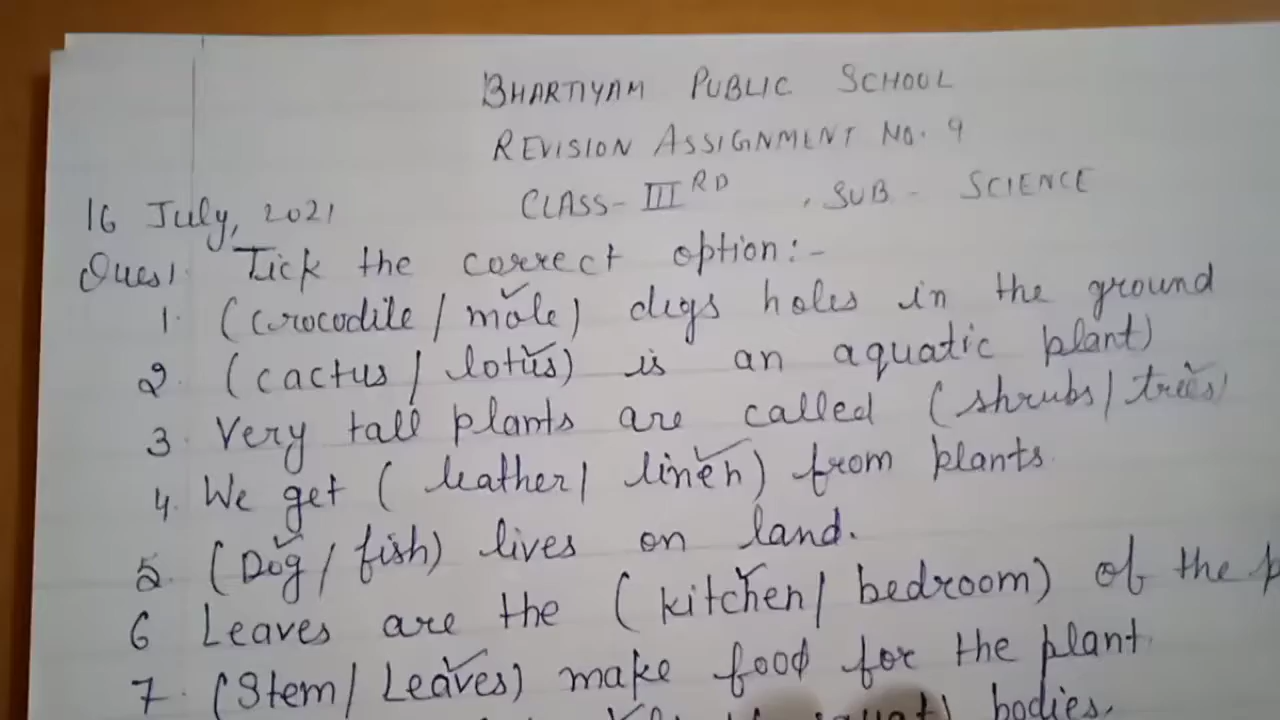 BHARTIYAM PUBLIC SCHOOL
REVISION ASSIGNMENT NO. 9
CLASS- III RD , SUB - SCIENCE
16 July, 2021
Ques1. Tick the correct option:-
1. (crocodile / mole) digs holes in the ground
2. (cactus / lotus) is an aquatic plant)
3. Very tall plants are called (shrubs / trees)
4. We get ( leather / linen) from plants.
5. (Dog / fish) lives on land.
6 Leaves are the (kitchen / bedroom) of the
7. (Stem / Leaves) make food for the plant.
bodies.